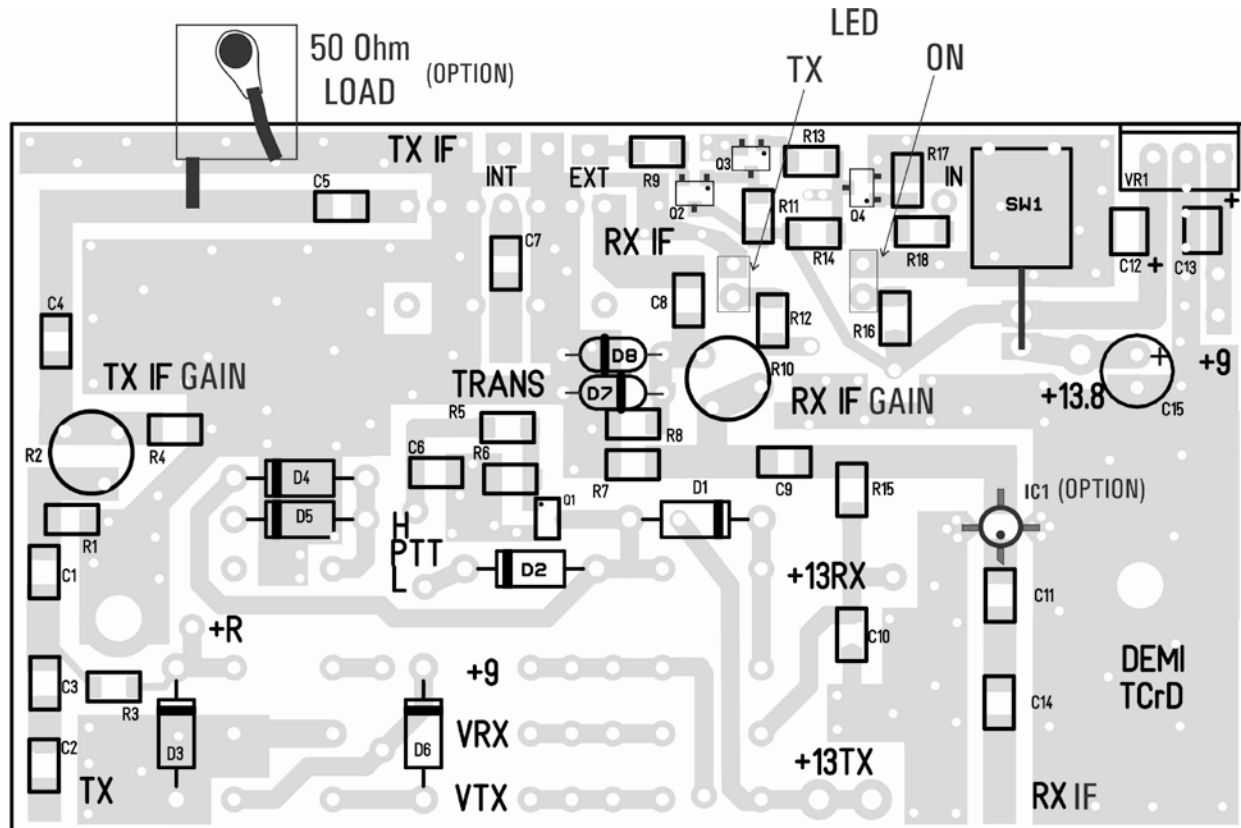 LED
50 Ohm
LOAD (OPTION)
TX
ON
TX IF
INT
EXT
R9
Q3
R13
R17
IN
SW1
VR1
+
C5
Q2
R11
Q4
R14
R18
C12 +
C13
+
RX IF
C7
C8
R12
R16
C4
TX IF GAIN
TRANS
D8
D7
R10
RX IF GAIN
+13.8
+
C15
+9
R2
R4
R5
R6
R8
C6
R7
C9
D4
D5
D1
R15
IC1 (OPTION)
R1
Q1
H
PTT
L
D2
C1
+13RX
C11
C10
+R
C3
R3
+9
DEMI
TCrD
C14
D3
D6
VRX
C2
TX
VTX
+13TX
RX IF